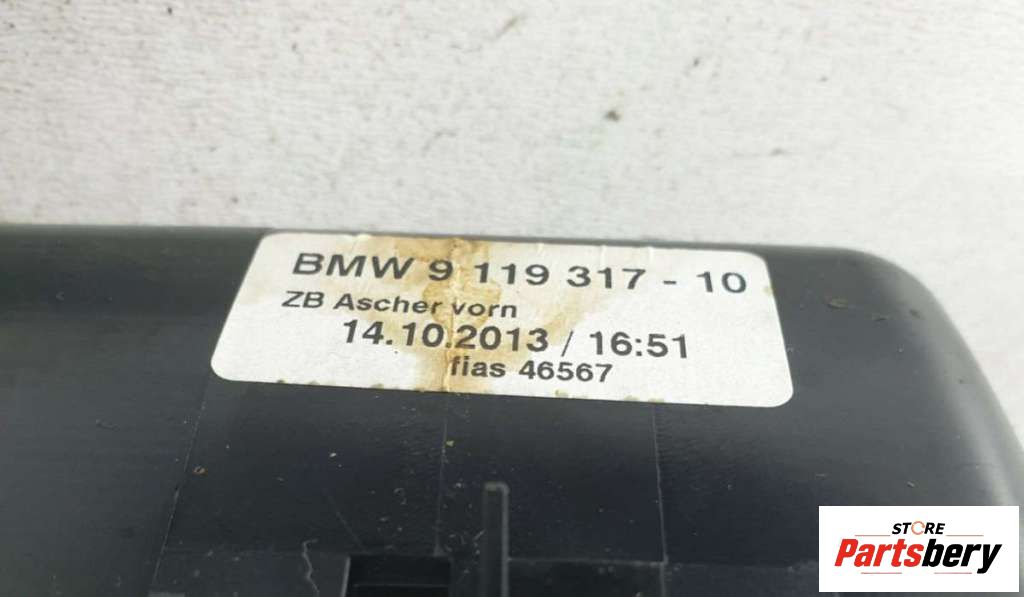 BMW 9 119 317 - 10
ZB Ascher vorn
14.10.2013 / 16:51
fias 46567
STORE
Partsbery